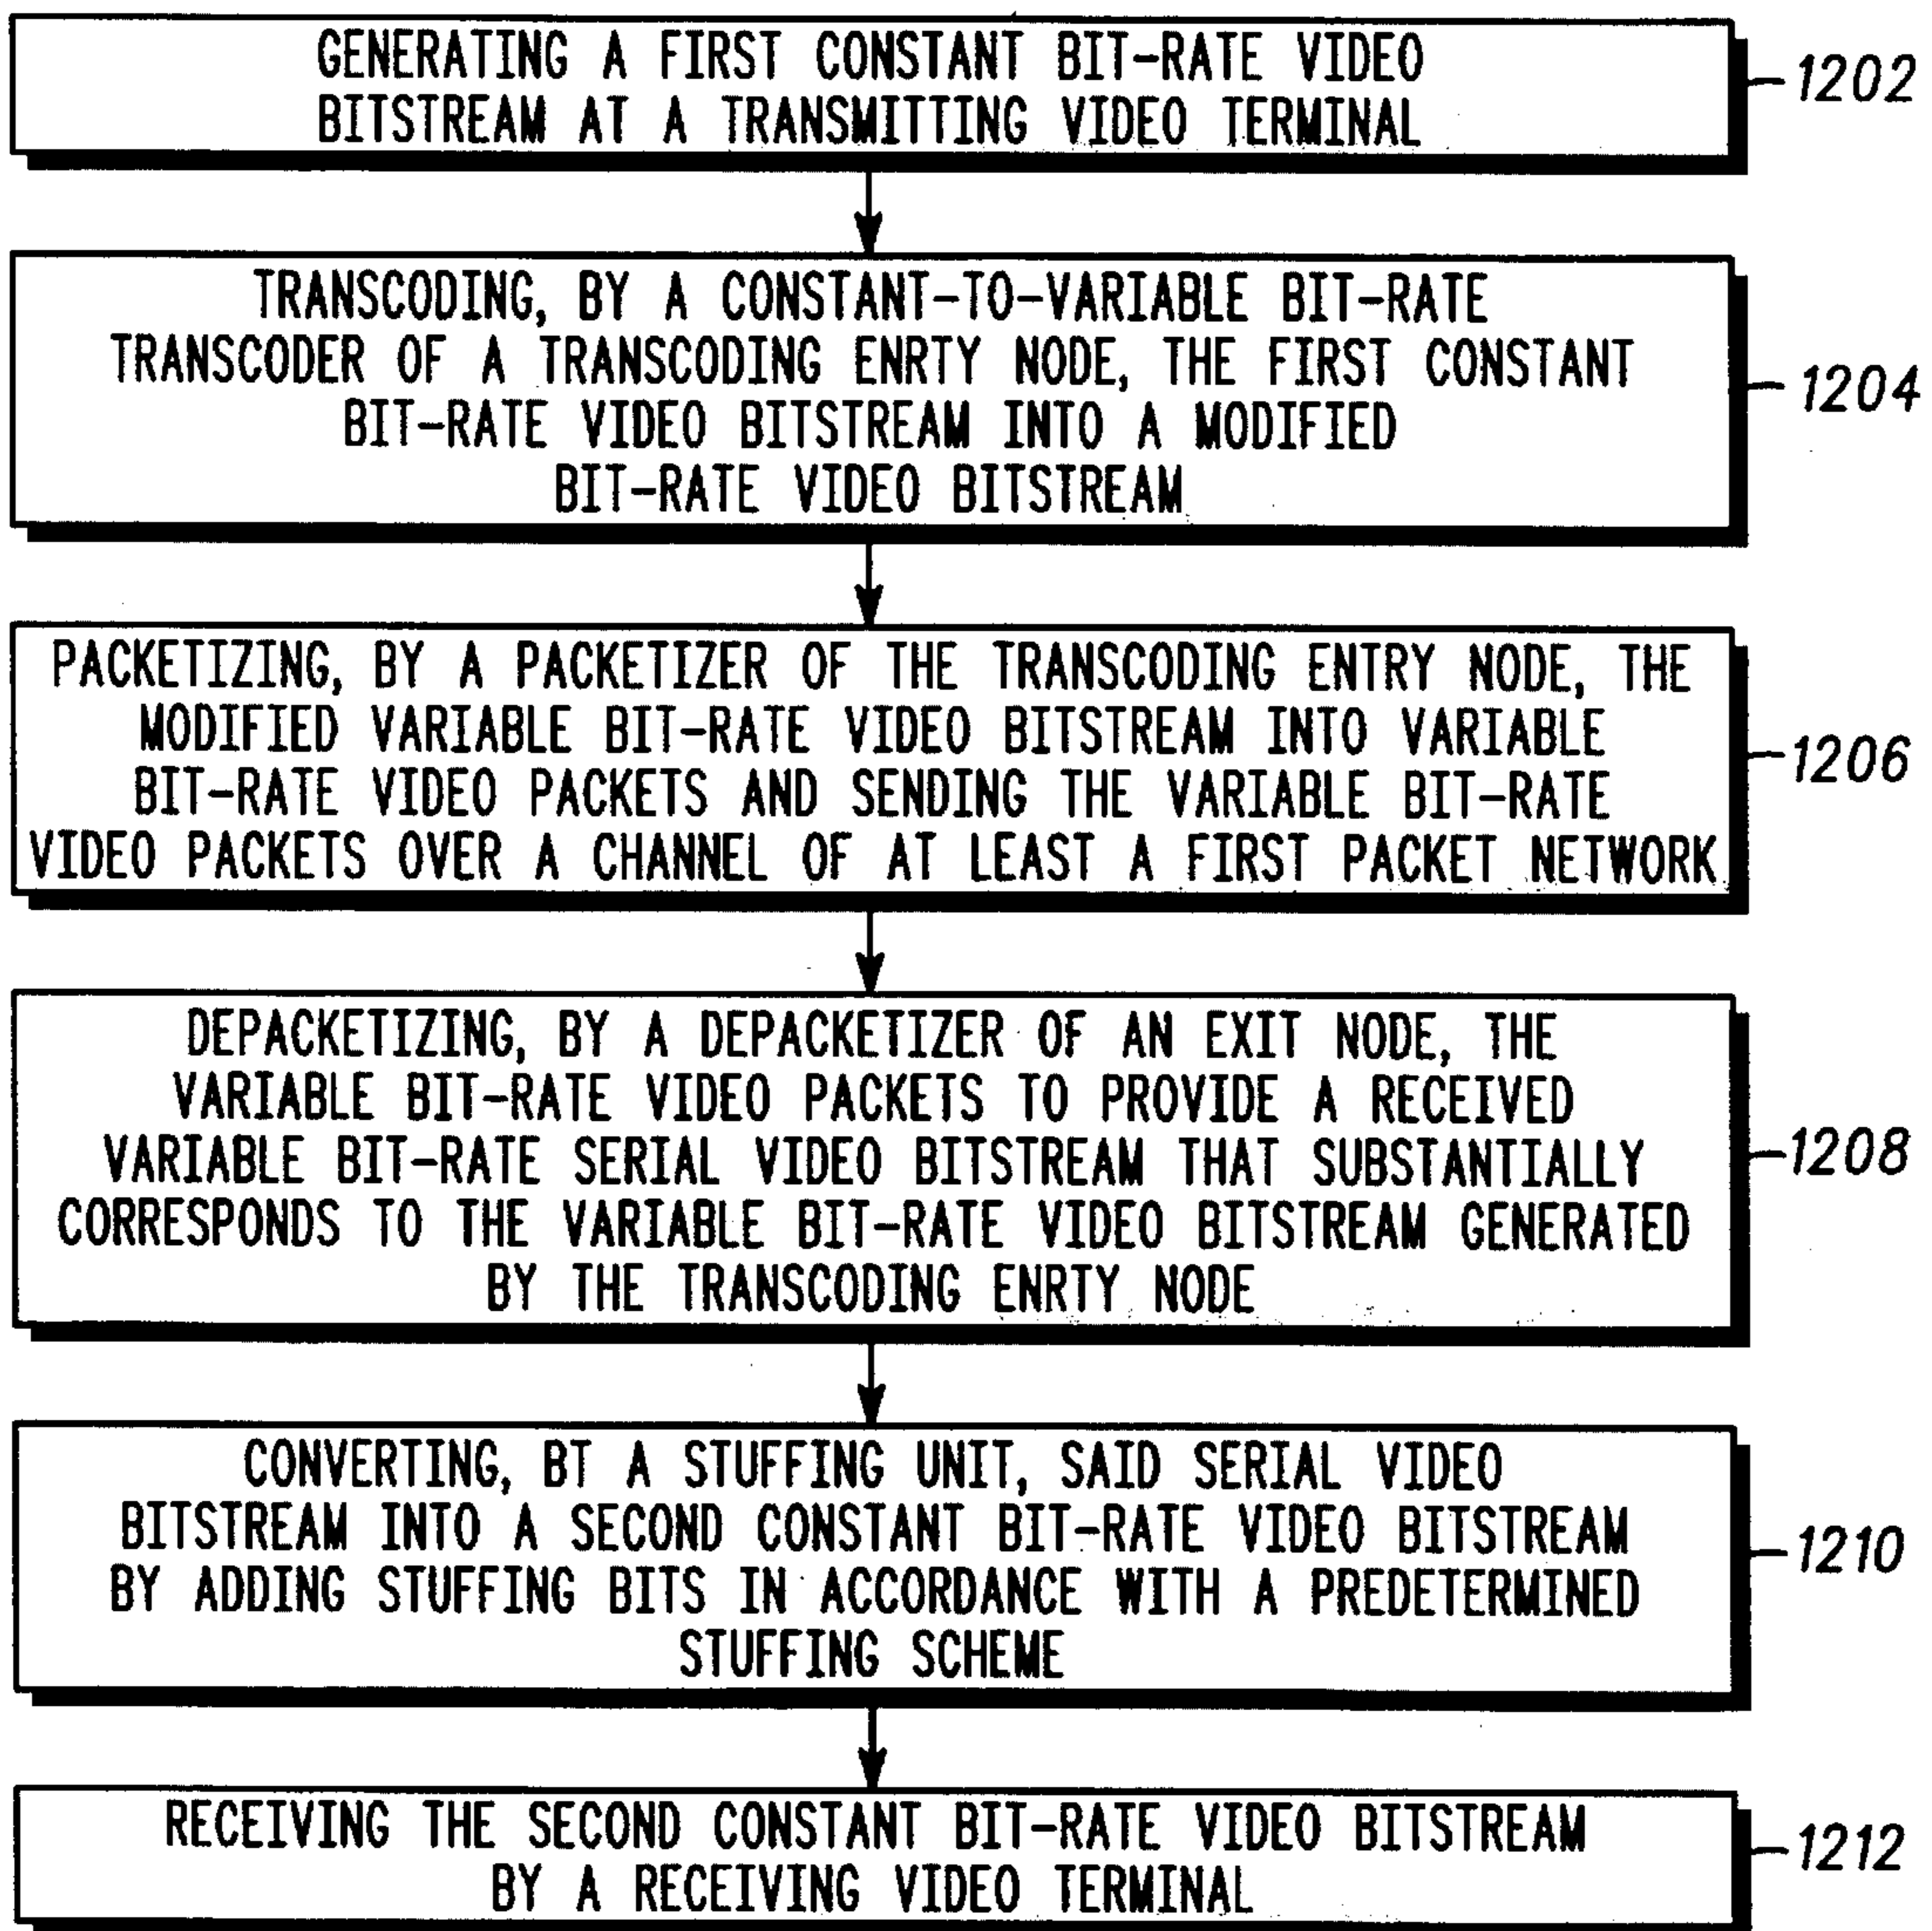 GENERATING A FIRST CONSTANT BIT-RATE VIDEO
BITSTREAM AT A TRANSMITTING VIDEO TERMINAL
1202
TRANSCODING, BY A CONSTANT-TO-VARIABLE BIT-RATE
TRANSCODER OF A TRANSCODING ENRTY NODE, THE FIRST CONSTANT
BIT-RATE VIDEO BITSTREAM INTO A MODIFIED
BIT-RATE VIDEO BITSTREAM
1204
PACKETIZING, BY A PACKETIZER OF THE TRANSCODING ENTRY NODE, THE
MODIFIED VARIABLE BIT-RATE VIDEO BITSTREAM INTO VARIABLE
BIT-RATE VIDEO PACKETS AND SENDING THE VARIABLE BIT-RATE
VIDEO PACKETS OVER A CHANNEL OF AT LEAST A FIRST PACKET NETWORK
1206
DEPACKETIZING, BY A DEPACKETIZER OF AN EXIT NODE, THE
VARIABLE BIT-RATE VIDEO PACKETS TO PROVIDE A RECEIVED
VARIABLE BIT-RATE SERIAL VIDEO BITSTREAM THAT SUBSTANTIALLY
CORRESPONDS TO THE VARIABLE BIT-RATE VIDEO BITSTREAM GENERATED
BY THE TRANSCODING ENRTY NODE
1208
CONVERTING, BT A STUFFING UNIT, SAID SERIAL VIDEO
BITSTREAM INTO A SECOND CONSTANT BIT-RATE VIDEO BITSTREAM
BY ADDING STUFFING BITS IN ACCORDANCE WITH A PREDETERMINED
STUFFING SCHEME
1210
RECEIVING THE SECOND CONSTANT BIT-RATE VIDEO BITSTREAM
BY A RECEIVING VIDEO TERMINAL
1212